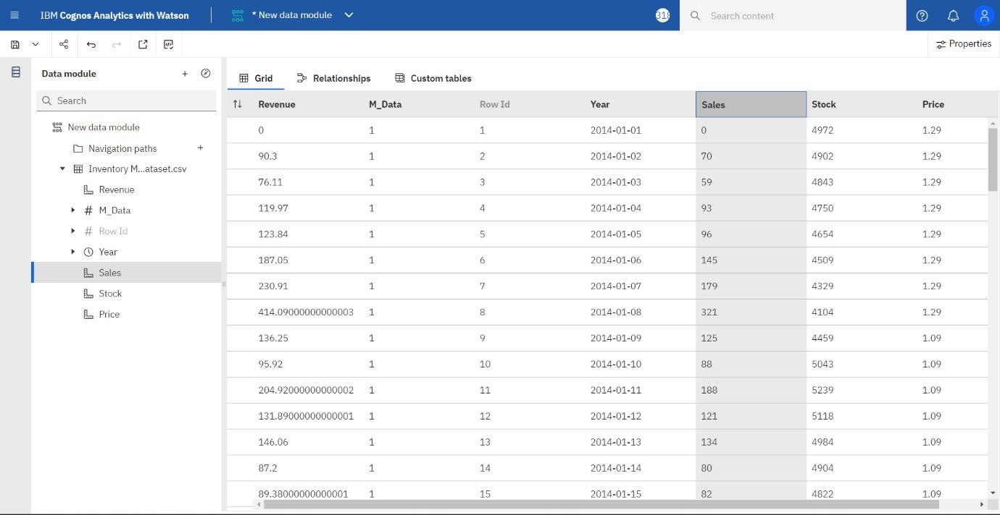 IBM Cognos Analytics with Watson
* New data module
318
Search content
Properties
Data module
Search
New data module
Navigation paths
Inventory M...ataset.csv
Revenue
# M_Data
# Row Id
Year
Sales
Stock
Price
Grid Relationships Custom tables
Revenue M_Data Row Id Year Sales Stock Price
0 1 1 2014-01-01 0 4972 1.29
90.3 1 2 2014-01-02 70 4902 1.29
76.11 1 3 2014-01-03 59 4843 1.29
119.97 1 4 2014-01-04 93 4750 1.29
123.84 1 5 2014-01-05 96 4654 1.29
187.05 1 6 2014-01-06 145 4509 1.29
230.91 1 7 2014-01-07 179 4329 1.29
414.09000000000003 1 8 2014-01-08 321 4104 1.29
136.25 1 9 2014-01-09 125 4459 1.09
95.92 1 10 2014-01-10 88 5043 1.09
204.92000000000002 1 11 2014-01-11 188 5239 1.09
131.89000000000001 1 12 2014-01-12 121 5118 1.09
146.06 1 13 2014-01-13 134 4984 1.09
87.2 1 14 2014-01-14 80 4904 1.09
89.38000000000001 1 15 2014-01-15 82 4822 1.09